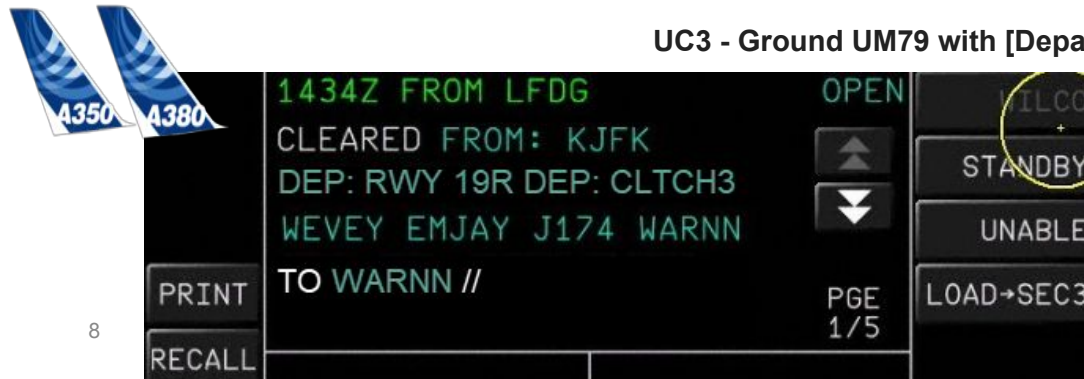 UC3 - Ground UM79 with [Depa
A350 A380
1434Z FROM LFDG OPEN
CLEARED FROM: KJFK
DEP: RWY 19R DEP: CLTCH3
WEVEY EMJAY J174 WARNN
TO WARNN //
PGE
1/5
WILCO
STANDBY
UNABLE
LOAD→SEC3
PRINT
RECALL
8